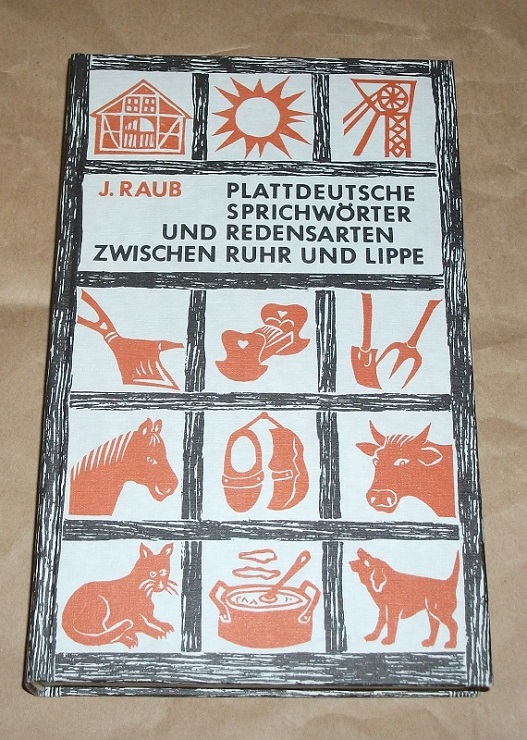 J. RAUB PLATTDEUTSCHE
SPRICHWÖRTER
UND REDENSARTEN
ZWISCHEN RUHR UND LIPPE